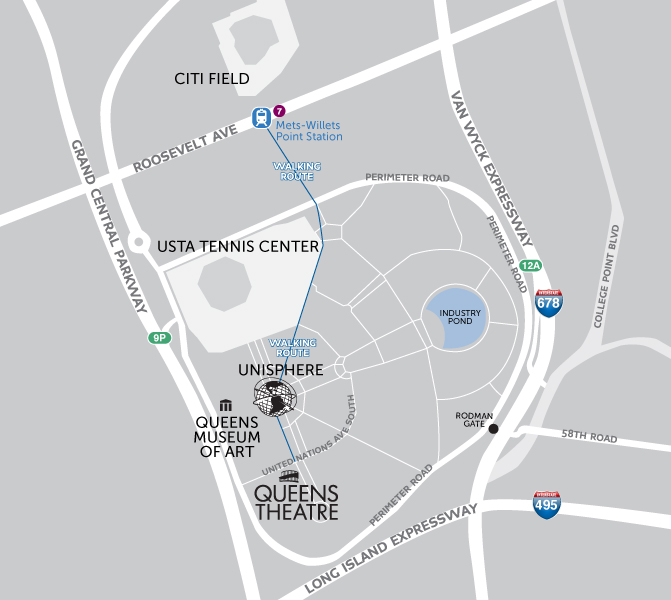 CITI FIELD
7
Mets-Willets
Point Station
ROOSEVELT AVE
WALKING
ROUTE
GRAND CENTRAL PARKWAY
VAN WYCK EXPRESSWAY
PERIMETER ROAD
PERIMETER ROAD
COLLEGE POINT BLVD
USTA TENNIS CENTER
12A
INTERSTATE
678
INDUSTRY
POND
9P
WALKING
ROUTE
UNISPHERE
QUEENS
MUSEUM
OF ART
UNITED NATIONS AVE SOUTH
RODMAN
GATE
58TH ROAD
QUEENS
THEATRE
PERIMETER ROAD
INTERSTATE
495
LONG ISLAND EXPRESSWAY